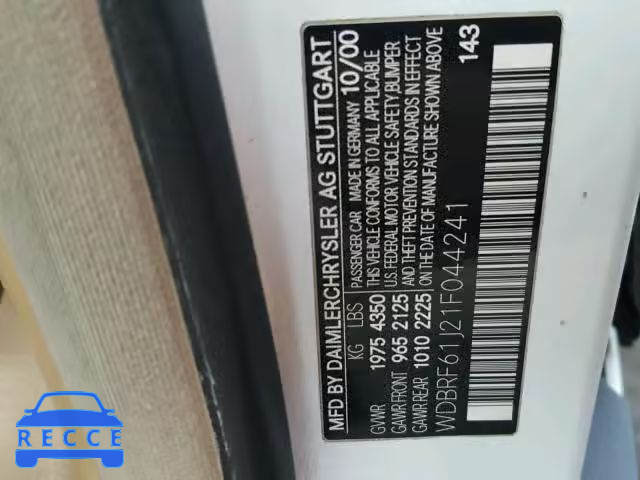 MFD BY DAIMLERCHRYSLER AG STUTTGART
PASSENGER CAR MADE IN GERMANY 10/00
KG LBS
GVWR 1975 4350
GAWR FRONT 965 2125
GAWR REAR 1010 2225
THIS VEHICLE CONFORMS TO ALL APPLICABLE
U.S. FEDERAL MOTOR VEHICLE SAFETY, BUMPER
AND THEFT PREVENTION STANDARDS IN EFFECT
ON THE DATE OF MANUFACTURE SHOWN ABOVE
WDBRF61J21F044241
143
RECCE